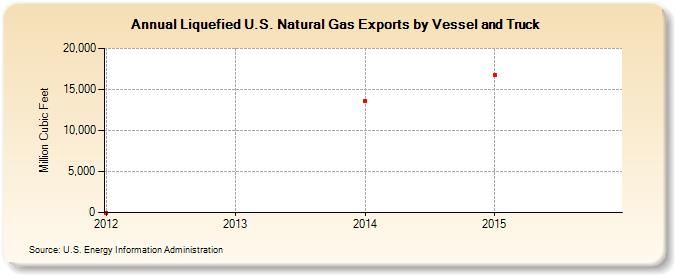 Annual Liquefied U.S. Natural Gas Exports by Vessel and Truck
Million Cubic Feet
20,000
15,000
10,000
5,000
0
2012 2013 2014 2015
Source: U.S. Energy Information Administration